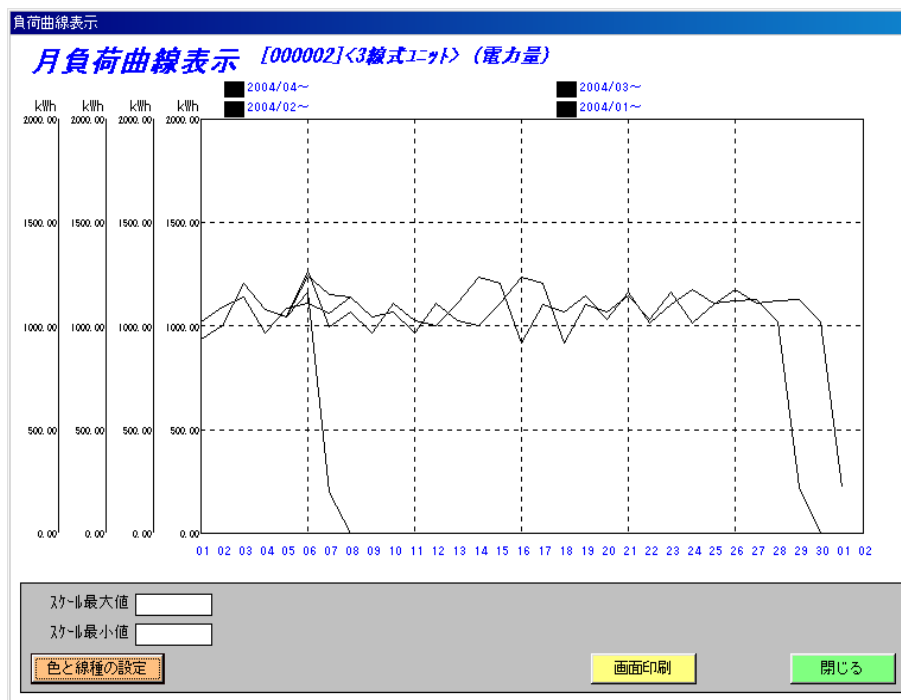 負荷曲線表示
月負荷曲線表示 [000002]<3線式ﾕﾆｯﾄ> (電力量)
2004/04～ 2004/03～
2004/02～ 2004/01～
kWh kWh kWh kWh
2000.00 2000.00 2000.00 2000.00
1500.00 1500.00 1500.00 1500.00
1000.00 1000.00 1000.00 1000.00
500.00 500.00 500.00 500.00
0.00 0.00 0.00 0.00
01 02 03 04 05 06 07 08 09 10 11 12 13 14 15 16 17 18 19 20 21 22 23 24 25 26 27 28 29 30 01 02
ｽｹｰﾙ最大値
ｽｹｰﾙ最小値
色と線種の設定 画面印刷 閉じる